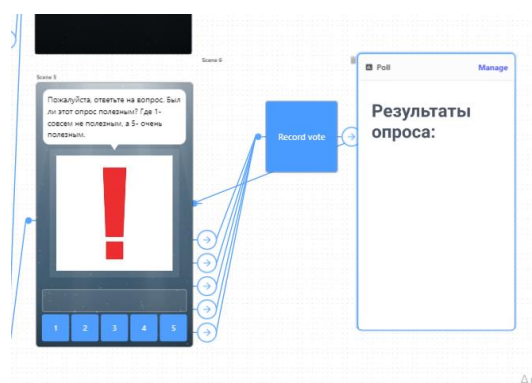 Scene 5
Пожалуйста, ответьте на вопрос. Был
ли этот опрос полезным? Где 1-
совсем не полезным, а 5- очень
полезным.
1 2 3 4 5
Scene 6
Record vote
Poll Manage
Результаты
опроса: